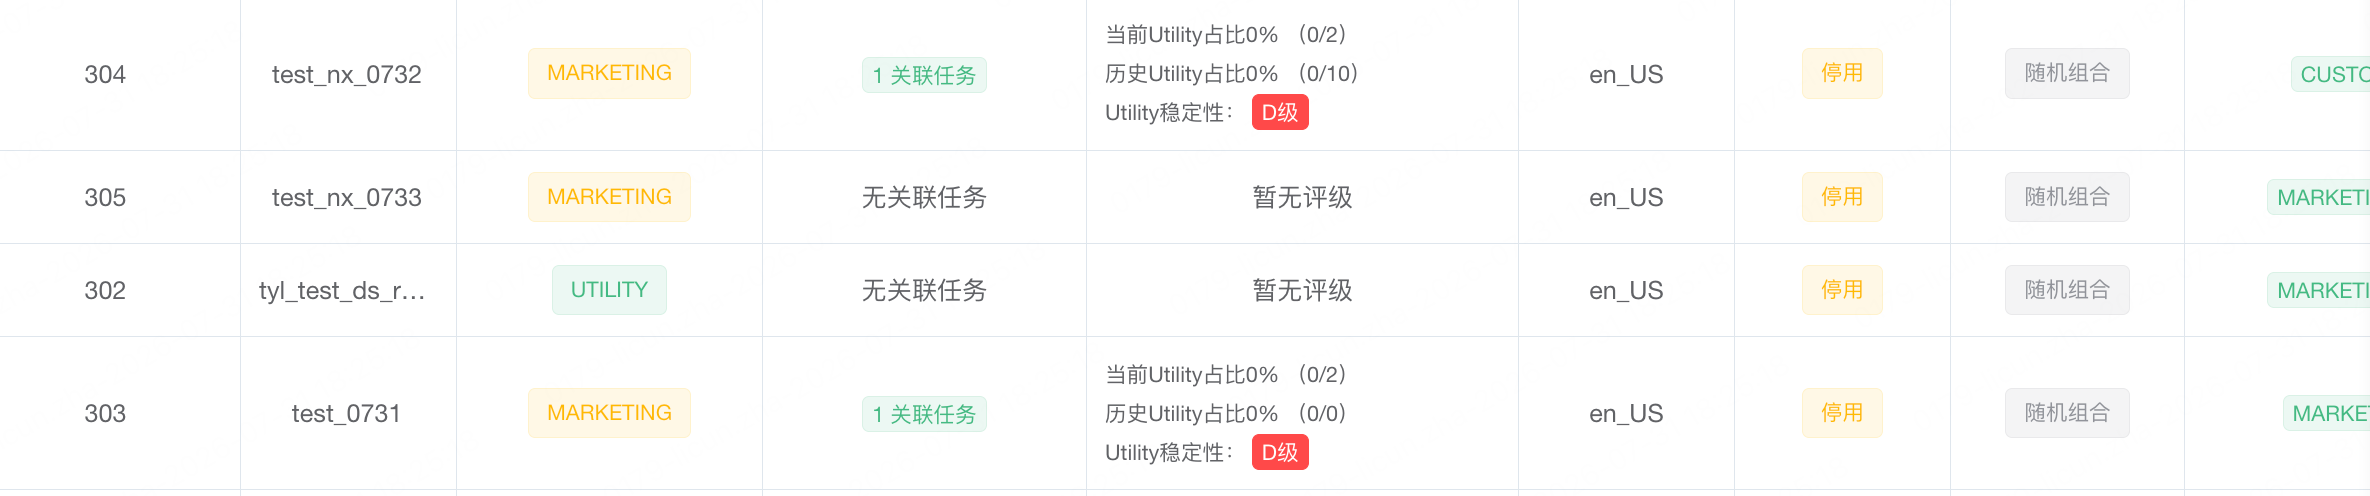 304
test_nx_0732
MARKETING
1 关联任务
当前Utility占比0% （0/2）
历史Utility占比0% （0/10）
Utility稳定性： D级
en_US
停用
随机组合
CUSTO
305
test_nx_0733
MARKETING
无关联任务
暂无评级
en_US
停用
随机组合
MARKETI
302
tyl_test_ds_r...
UTILITY
无关联任务
暂无评级
en_US
停用
随机组合
MARKETI
303
test_0731
MARKETING
1 关联任务
当前Utility占比0% （0/2）
历史Utility占比0% （0/0）
Utility稳定性： D级
en_US
停用
随机组合
MARKE